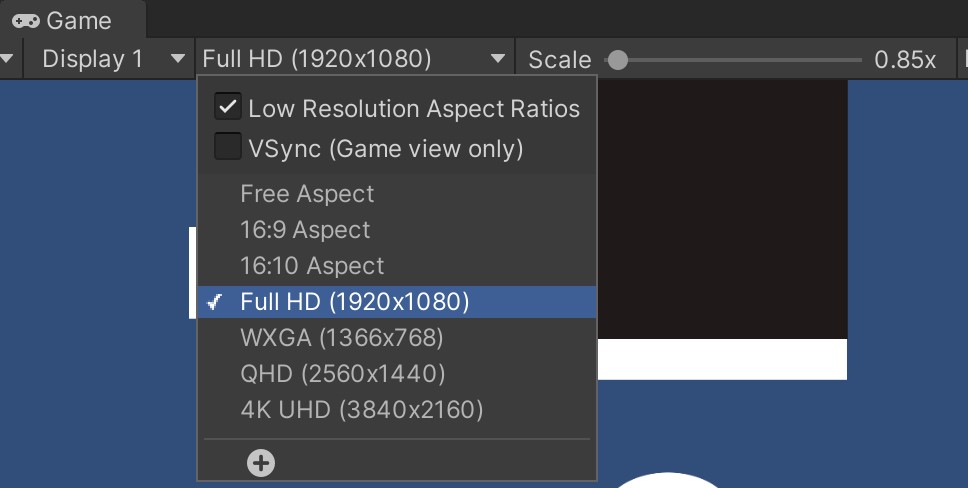 Game
Display 1 Full HD (1920x1080) Scale 0.85x
Low Resolution Aspect Ratios
VSync (Game view only)
Free Aspect
16:9 Aspect
16:10 Aspect
Full HD (1920x1080)
WXGA (1366x768)
QHD (2560x1440)
4K UHD (3840x2160)